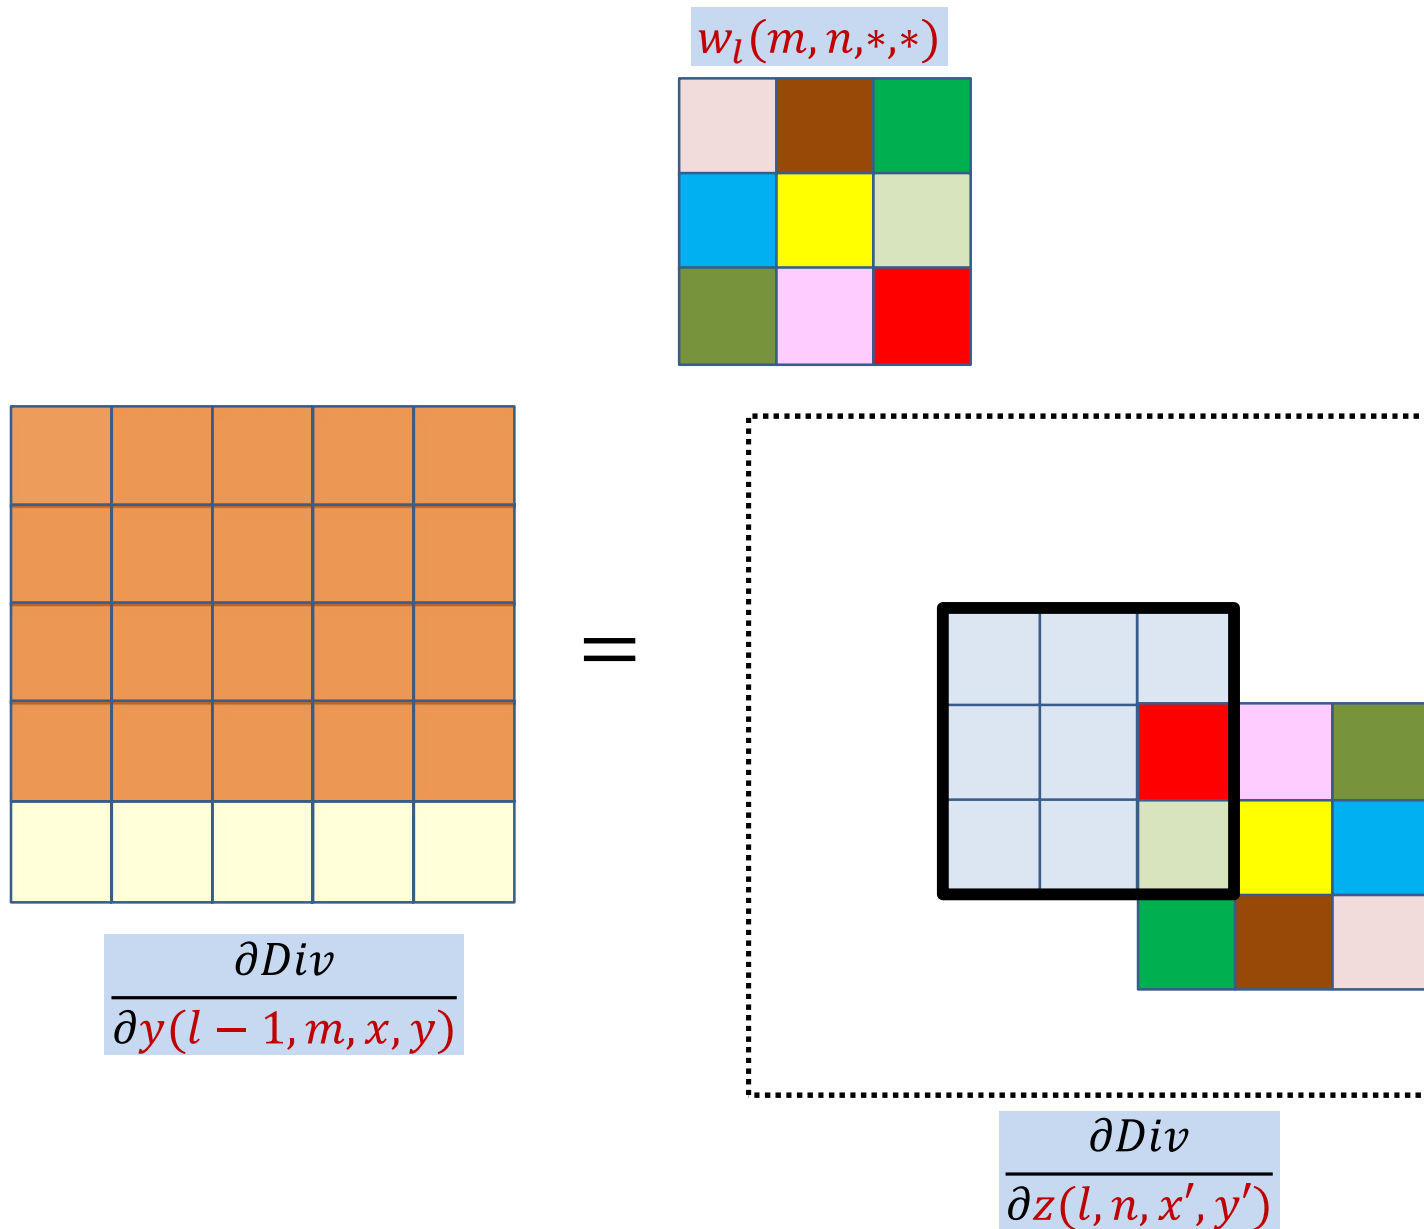 w_l(m, n,*,*)
=
∂Div
∂y(l − 1, m, x, y)
∂Div
∂z(l, n, x′, y′)